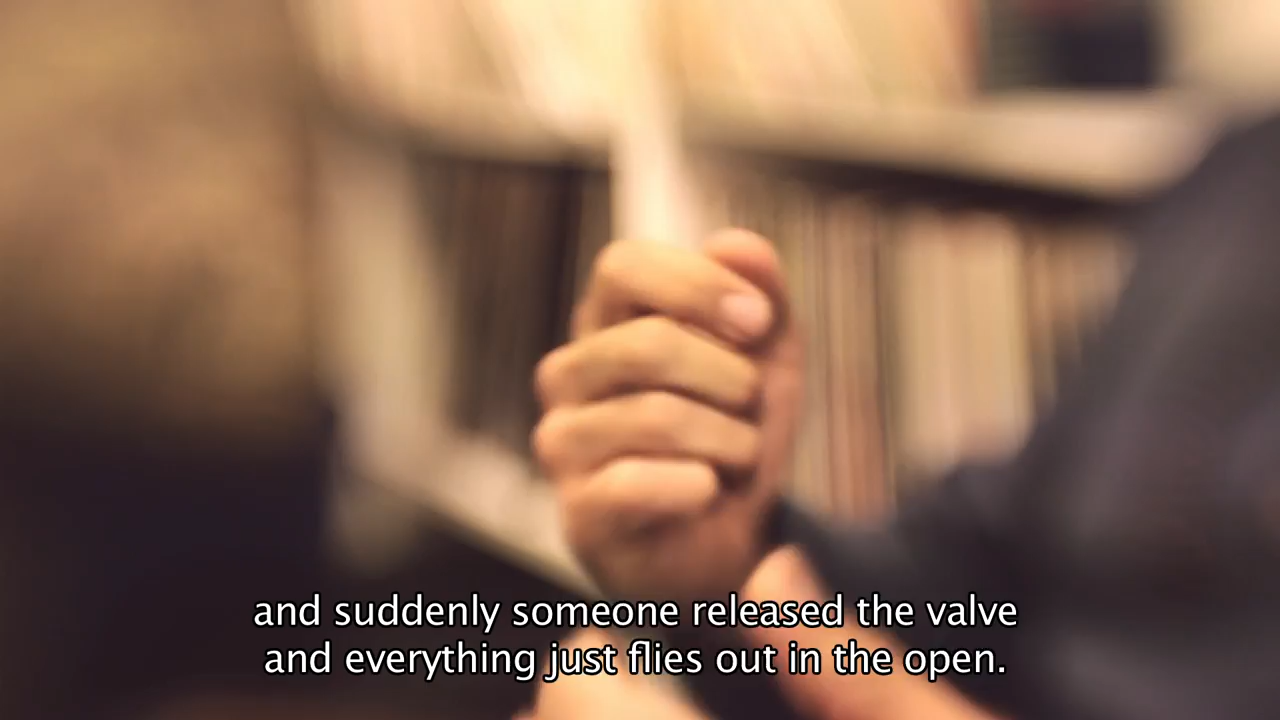 and suddenly someone released the valve
and everything just flies out in the open.